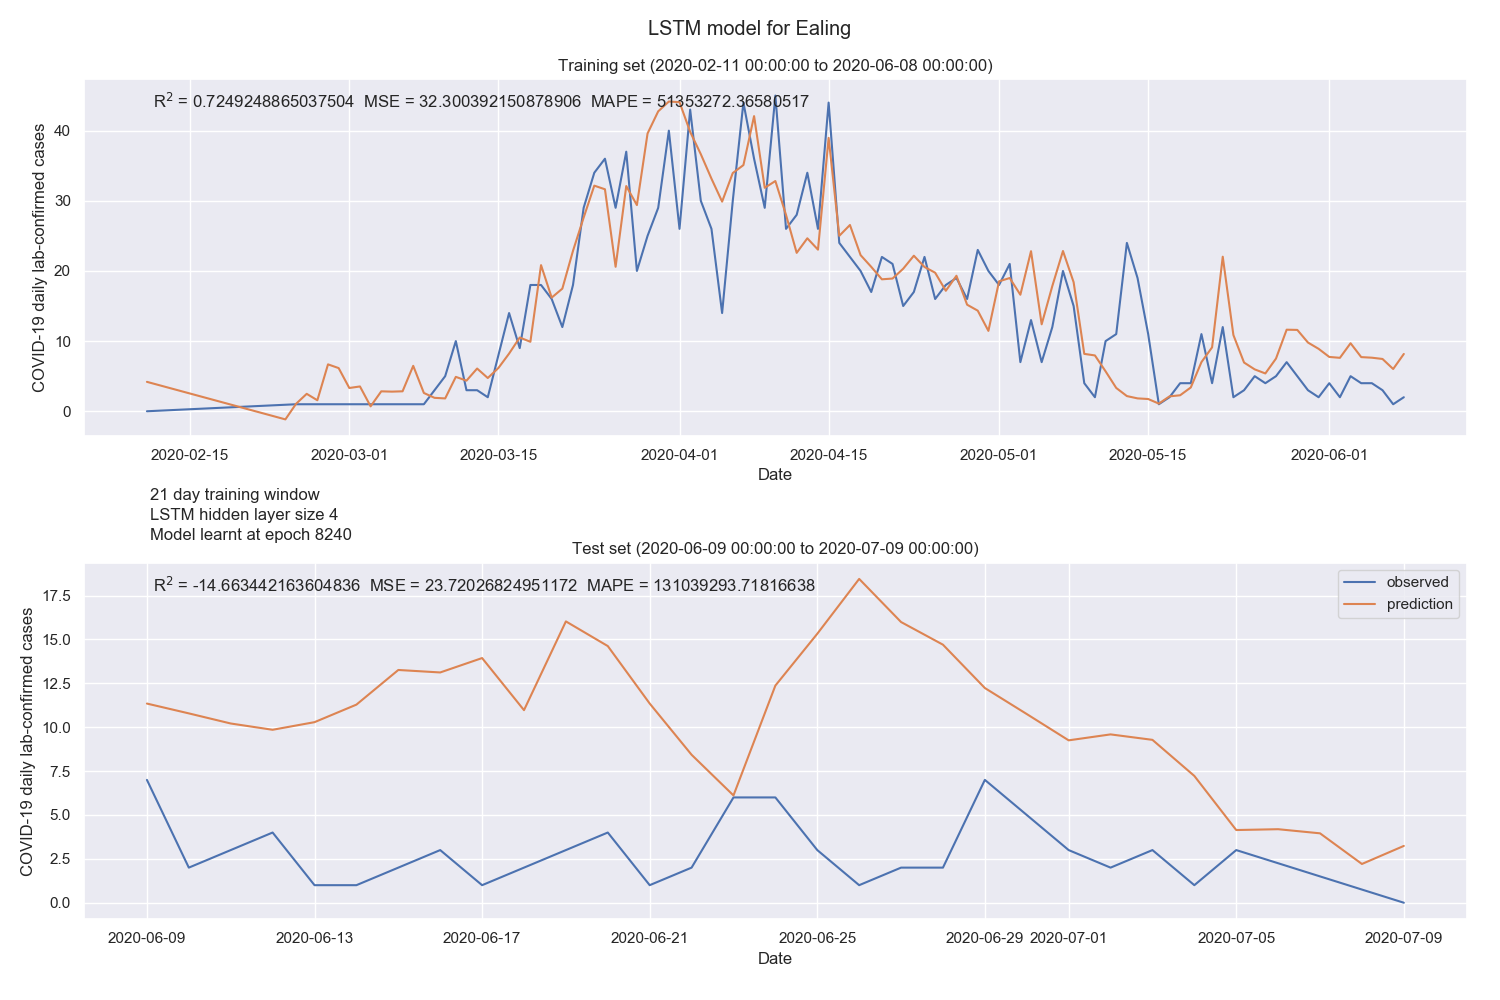 LSTM model for Ealing
Training set (2020-02-11 00:00:00 to 2020-06-08 00:00:00)
R² = 0.7249248865037504 MSE = 32.300392150878906 MAPE = 51353272.36580517
COVID-19 daily lab-confirmed cases
40
30
20
10
0
2020-02-15 2020-03-01 2020-03-15 2020-04-01 2020-04-15 2020-05-01 2020-05-15 2020-06-01
Date
21 day training window
LSTM hidden layer size 4
Model learnt at epoch 8240
Test set (2020-06-09 00:00:00 to 2020-07-09 00:00:00)
R² = -14.663442163604836 MSE = 23.72026824951172 MAPE = 131039293.71816638
observed
prediction
COVID-19 daily lab-confirmed cases
17.5
15.0
12.5
10.0
7.5
5.0
2.5
0.0
2020-06-09 2020-06-13 2020-06-17 2020-06-21 2020-06-25 2020-06-29 2020-07-01 2020-07-05 2020-07-09
Date